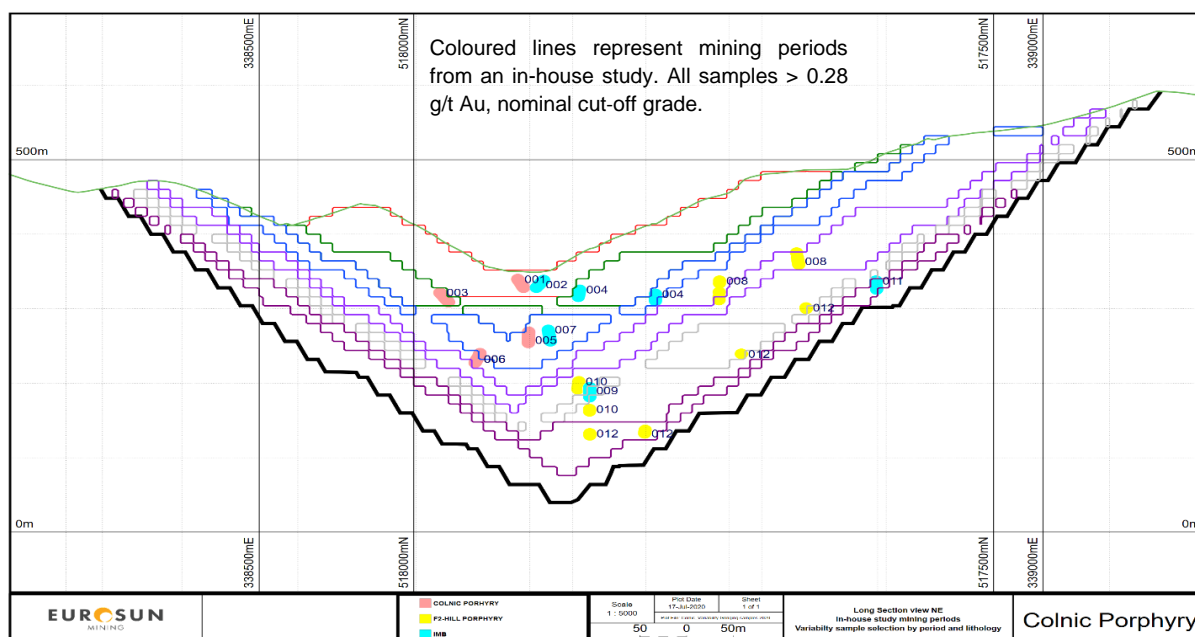 338500mE
518000mN
517500mN
339000mE
Coloured lines represent mining periods
from an in-house study. All samples > 0.28
g/t Au, nominal cut-off grade.
500m
500m
008
001
002
004
004
003
008
011
012
007
005
006
012
010
009
010
012
012
0m
0m
338500mE
518000mN
517500mN
339000mE
EUROSUN
MINING
COLNIC PORHYRY
F2-HILL PORPHYRY
IMB
Scale
1 : 5000
Plot Date
17-Jul-2020
Sheet
1 of 1
50 0 50m
Long Section view NE
In-house study mining periods
Variabilty sample selection by period and lithology
Colnic Porphyry